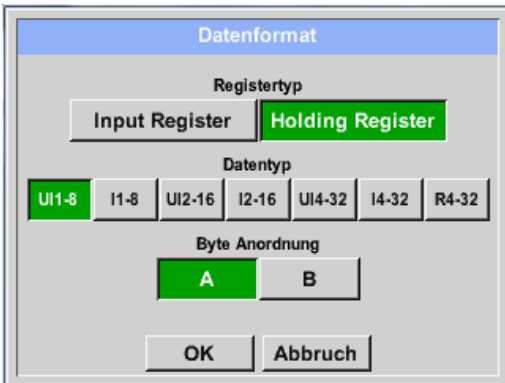 Datenformat
Registertyp
Input Register Holding Register
Datentyp
UI1-8 I1-8 UI2-16 I2-16 UI4-32 I4-32 R4-32
Byte Anordnung
A B
OK Abbruch